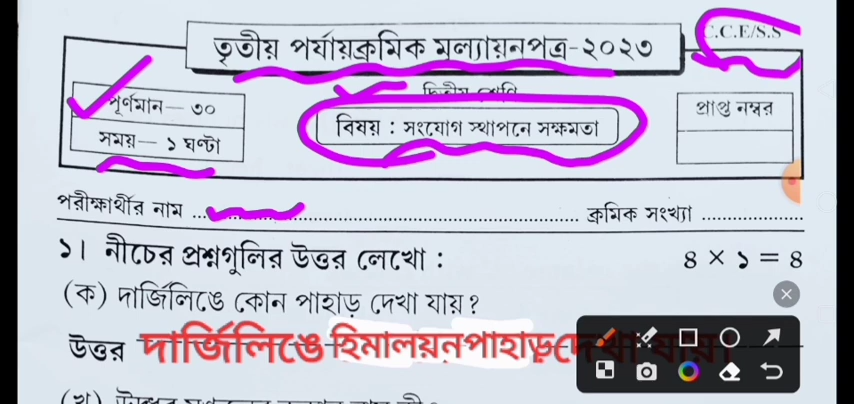 C.C.E/S.S
তৃতীয় পর্যায়ক্রমিক মূল্যায়নপত্র-২০২৩
দ্বিতীয় শ্রেণি
পূর্ণমান— ৩০
সময়— ১ ঘণ্টা
বিষয় : সংযোগ স্থাপনে সক্ষমতা
প্রাপ্ত নম্বর
পরীক্ষার্থীর নাম ........................ ক্রমিক সংখ্যা ....................
১। নীচের প্রশ্নগুলির উত্তর লেখো : ৪ × ১ = ৪
(ক) দার্জিলিঙে কোন পাহাড় দেখা যায়?
উত্তর দার্জিলিঙে হিমালয়নপাহাড়দেখা যায়।